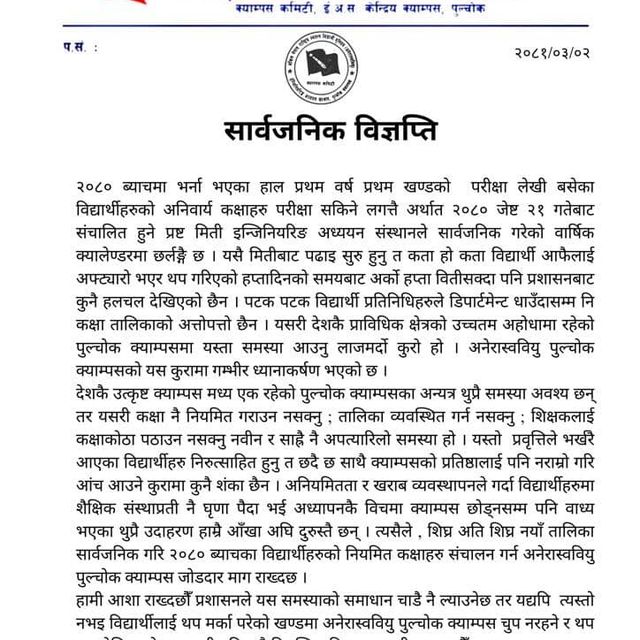 क्याम्पस कमिटी, इ अ स केन्द्रिय क्याम्पस, पुल्चोक
प.सं. :
२०८१/०३/०२
सार्वजनिक विज्ञप्ति
२०८० ब्याचमा भर्ना भएका हाल प्रथम वर्ष प्रथम खण्डको परीक्षा लेखी बसेका
विद्यार्थीहरुको अनिवार्य कक्षाहरु परीक्षा सकिने लगत्तै अर्थात २०८० जेष्ट २१ गतेबाट
संचालित हुने प्रष्ट मिती इन्जिनियरिङ अध्ययन संस्थानले सार्वजनिक गरेको वार्षिक
क्यालेण्डरमा छर्लङ्गै छ । यसै मितीबाट पढाइ सुरु हुनु त कता हो कता विद्यार्थी आफैलाई
अफ्ट्यारो भएर थप गरिएको हप्तादिनको समयबाट अर्को हप्ता वितीसक्दा पनि प्रशासनबाट
कुनै हलचल देखिएको छैन । पटक पटक विद्यार्थी प्रतिनिधिहरुले डिपार्टमेन्ट धाउँदासम्म नि
कक्षा तालिकाको अत्तोपत्तो छैन । यसरी देशकै प्राविधिक क्षेत्रको उच्चतम अहोधामा रहेको
पुल्चोक क्याम्पसमा यस्ता समस्या आउनु लाजमर्दो कुरो हो । अनेरास्ववियु पुल्चोक
क्याम्पसको यस कुरामा गम्भीर ध्यानाकर्षण भएको छ ।
देशकै उत्कृष्ट क्याम्पस मध्य एक रहेको पुल्चोक क्याम्पसका अन्यत्र थुप्रै समस्या अवश्य छन्
तर यसरी कक्षा नै नियमित गराउन नसक्नु ; तालिका व्यवस्थित गर्न नसक्नु ; शिक्षकलाई
कक्षाकोठा पठाउन नसक्नु नवीन र साह्रै नै अपत्यारिलो समस्या हो । यस्तो प्रवृत्तिले भर्खरै
आएका विद्यार्थीहरु निरुत्साहित हुनु त छदै छ साथै क्याम्पसको प्रतिष्ठालाई पनि नराम्रो गरि
आंच आउने कुरामा कुनै शंका छैन । अनियमितता र खराब व्यवस्थापनले गर्दा विद्यार्थीहरुमा
शैक्षिक संस्थाप्रती नै घृणा पैदा भई अध्यापनकै विचमा क्याम्पस छोड्नसम्म पनि वाध्य
भएका थुप्रै उदाहरण हाम्रै आँखा अघि दुरुस्तै छन् । त्यसैले , शिघ्र अति शिघ्र नयाँ तालिका
सार्वजनिक गरि २०८० ब्याचका विद्यार्थीहरुको नियमित कक्षाहरु संचालन गर्न अनेरास्ववियु
पुल्चोक क्याम्पस जोडदार माग राख्दछ ।
हामी आशा राख्दछौँ प्रशासनले यस समस्याको समाधान चाडै नै ल्याउनेछ तर यद्यपि त्यस्तो
नभइ विद्यार्थीलाई थप मर्का परेको खण्डमा अनेरास्ववियु पुल्चोक क्याम्पस चुप नरहने र थप